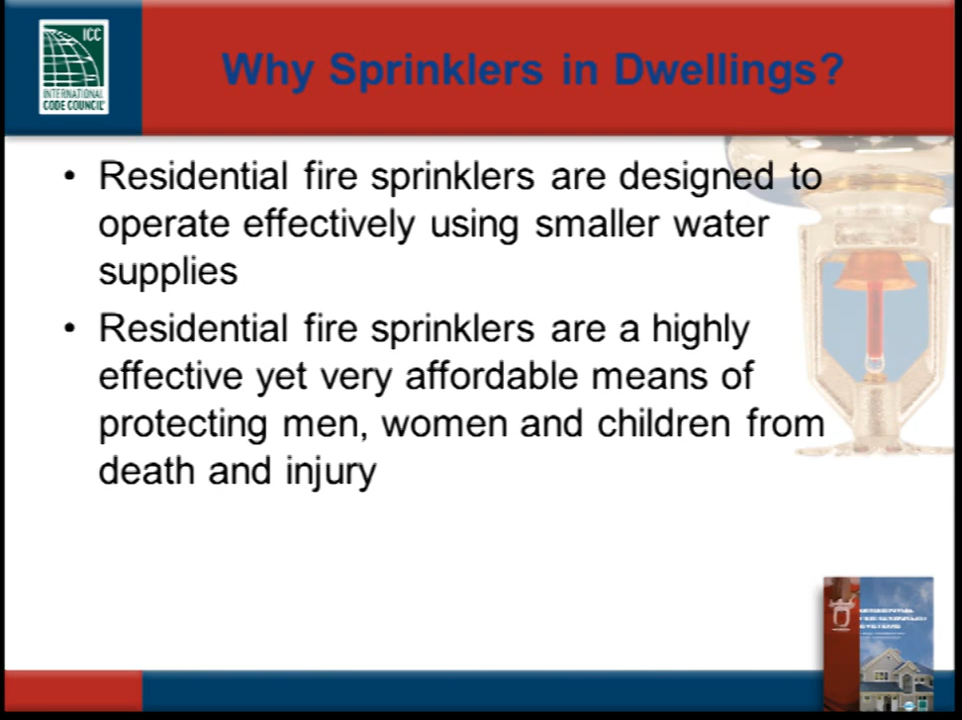 ICC
INTERNATIONAL
CODE COUNCIL
Why Sprinklers in Dwellings?
• Residential fire sprinklers are designed to
operate effectively using smaller water
supplies
• Residential fire sprinklers are a highly
effective yet very affordable means of
protecting men, women and children from
death and injury